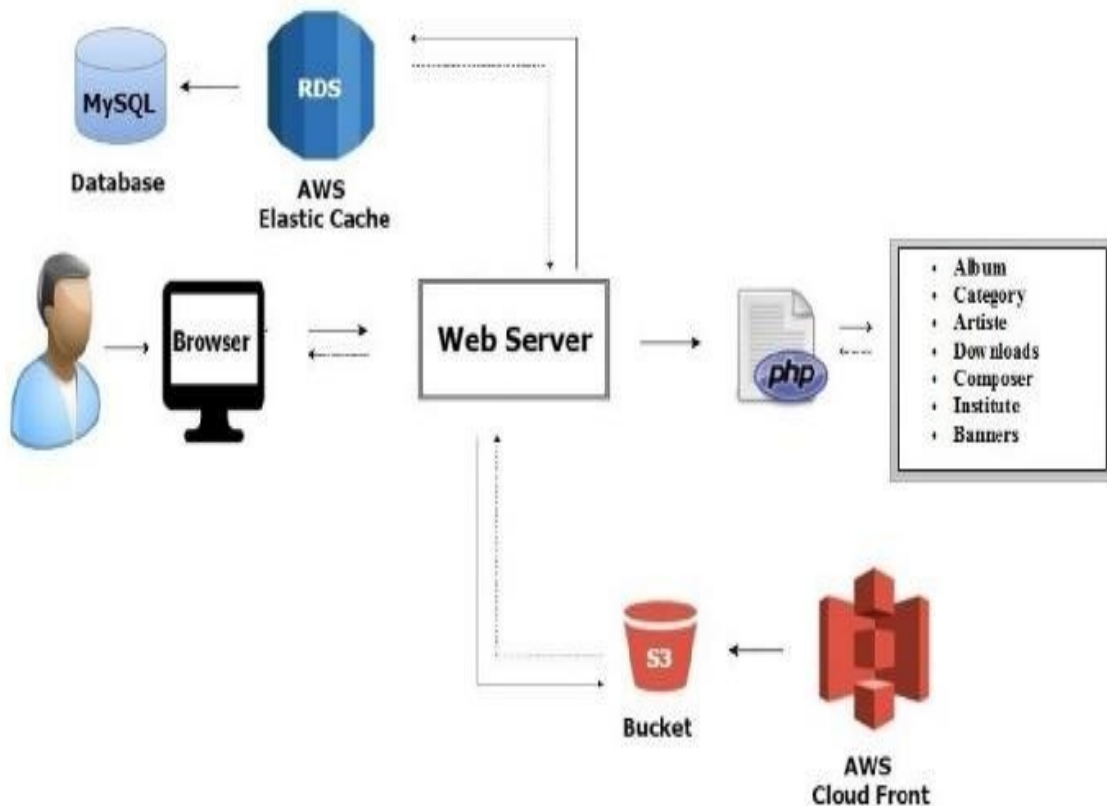 MySQL
Database
RDS
AWS
Elastic Cache
Browser
Web Server
php
• Album
• Category
• Artiste
• Downloads
• Composer
• Institute
• Banners
S3
Bucket
AWS
Cloud Front